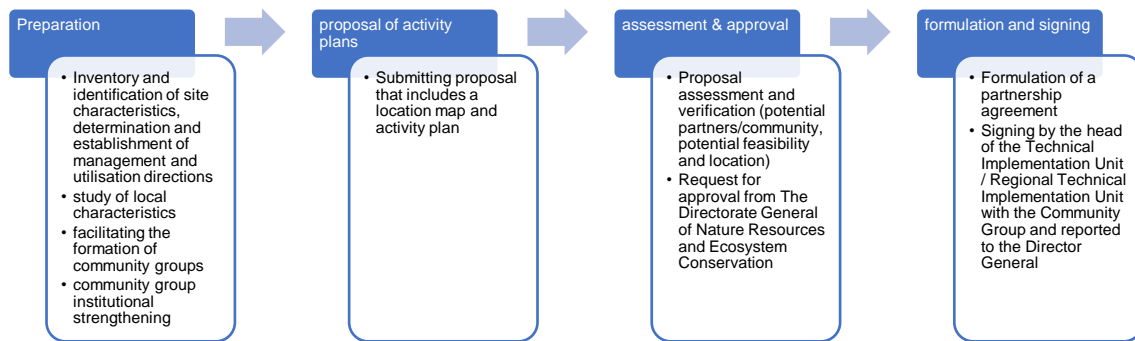 Preparation
• Inventory and
identification of site
characteristics,
determination and
establishment of
management and
utilisation directions
• study of local
characteristics
• facilitating the
formation of
community groups
• community group
institutional
strengthening
proposal of activity
plans
• Submitting proposal
that includes a
location map and
activity plan
assessment & approval
• Proposal
assessment and
verification (potential
partners/community,
potential feasibility
and location)
• Request for
approval from The
Directorate General
of Nature Resources
and Ecosystem
Conservation
formulation and signing
• Formulation of a
partnership
agreement
• Signing by the head
of the Technical
Implementation Unit
/ Regional Technical
Implementation Unit
with the Community
Group and reported
to the Director
General